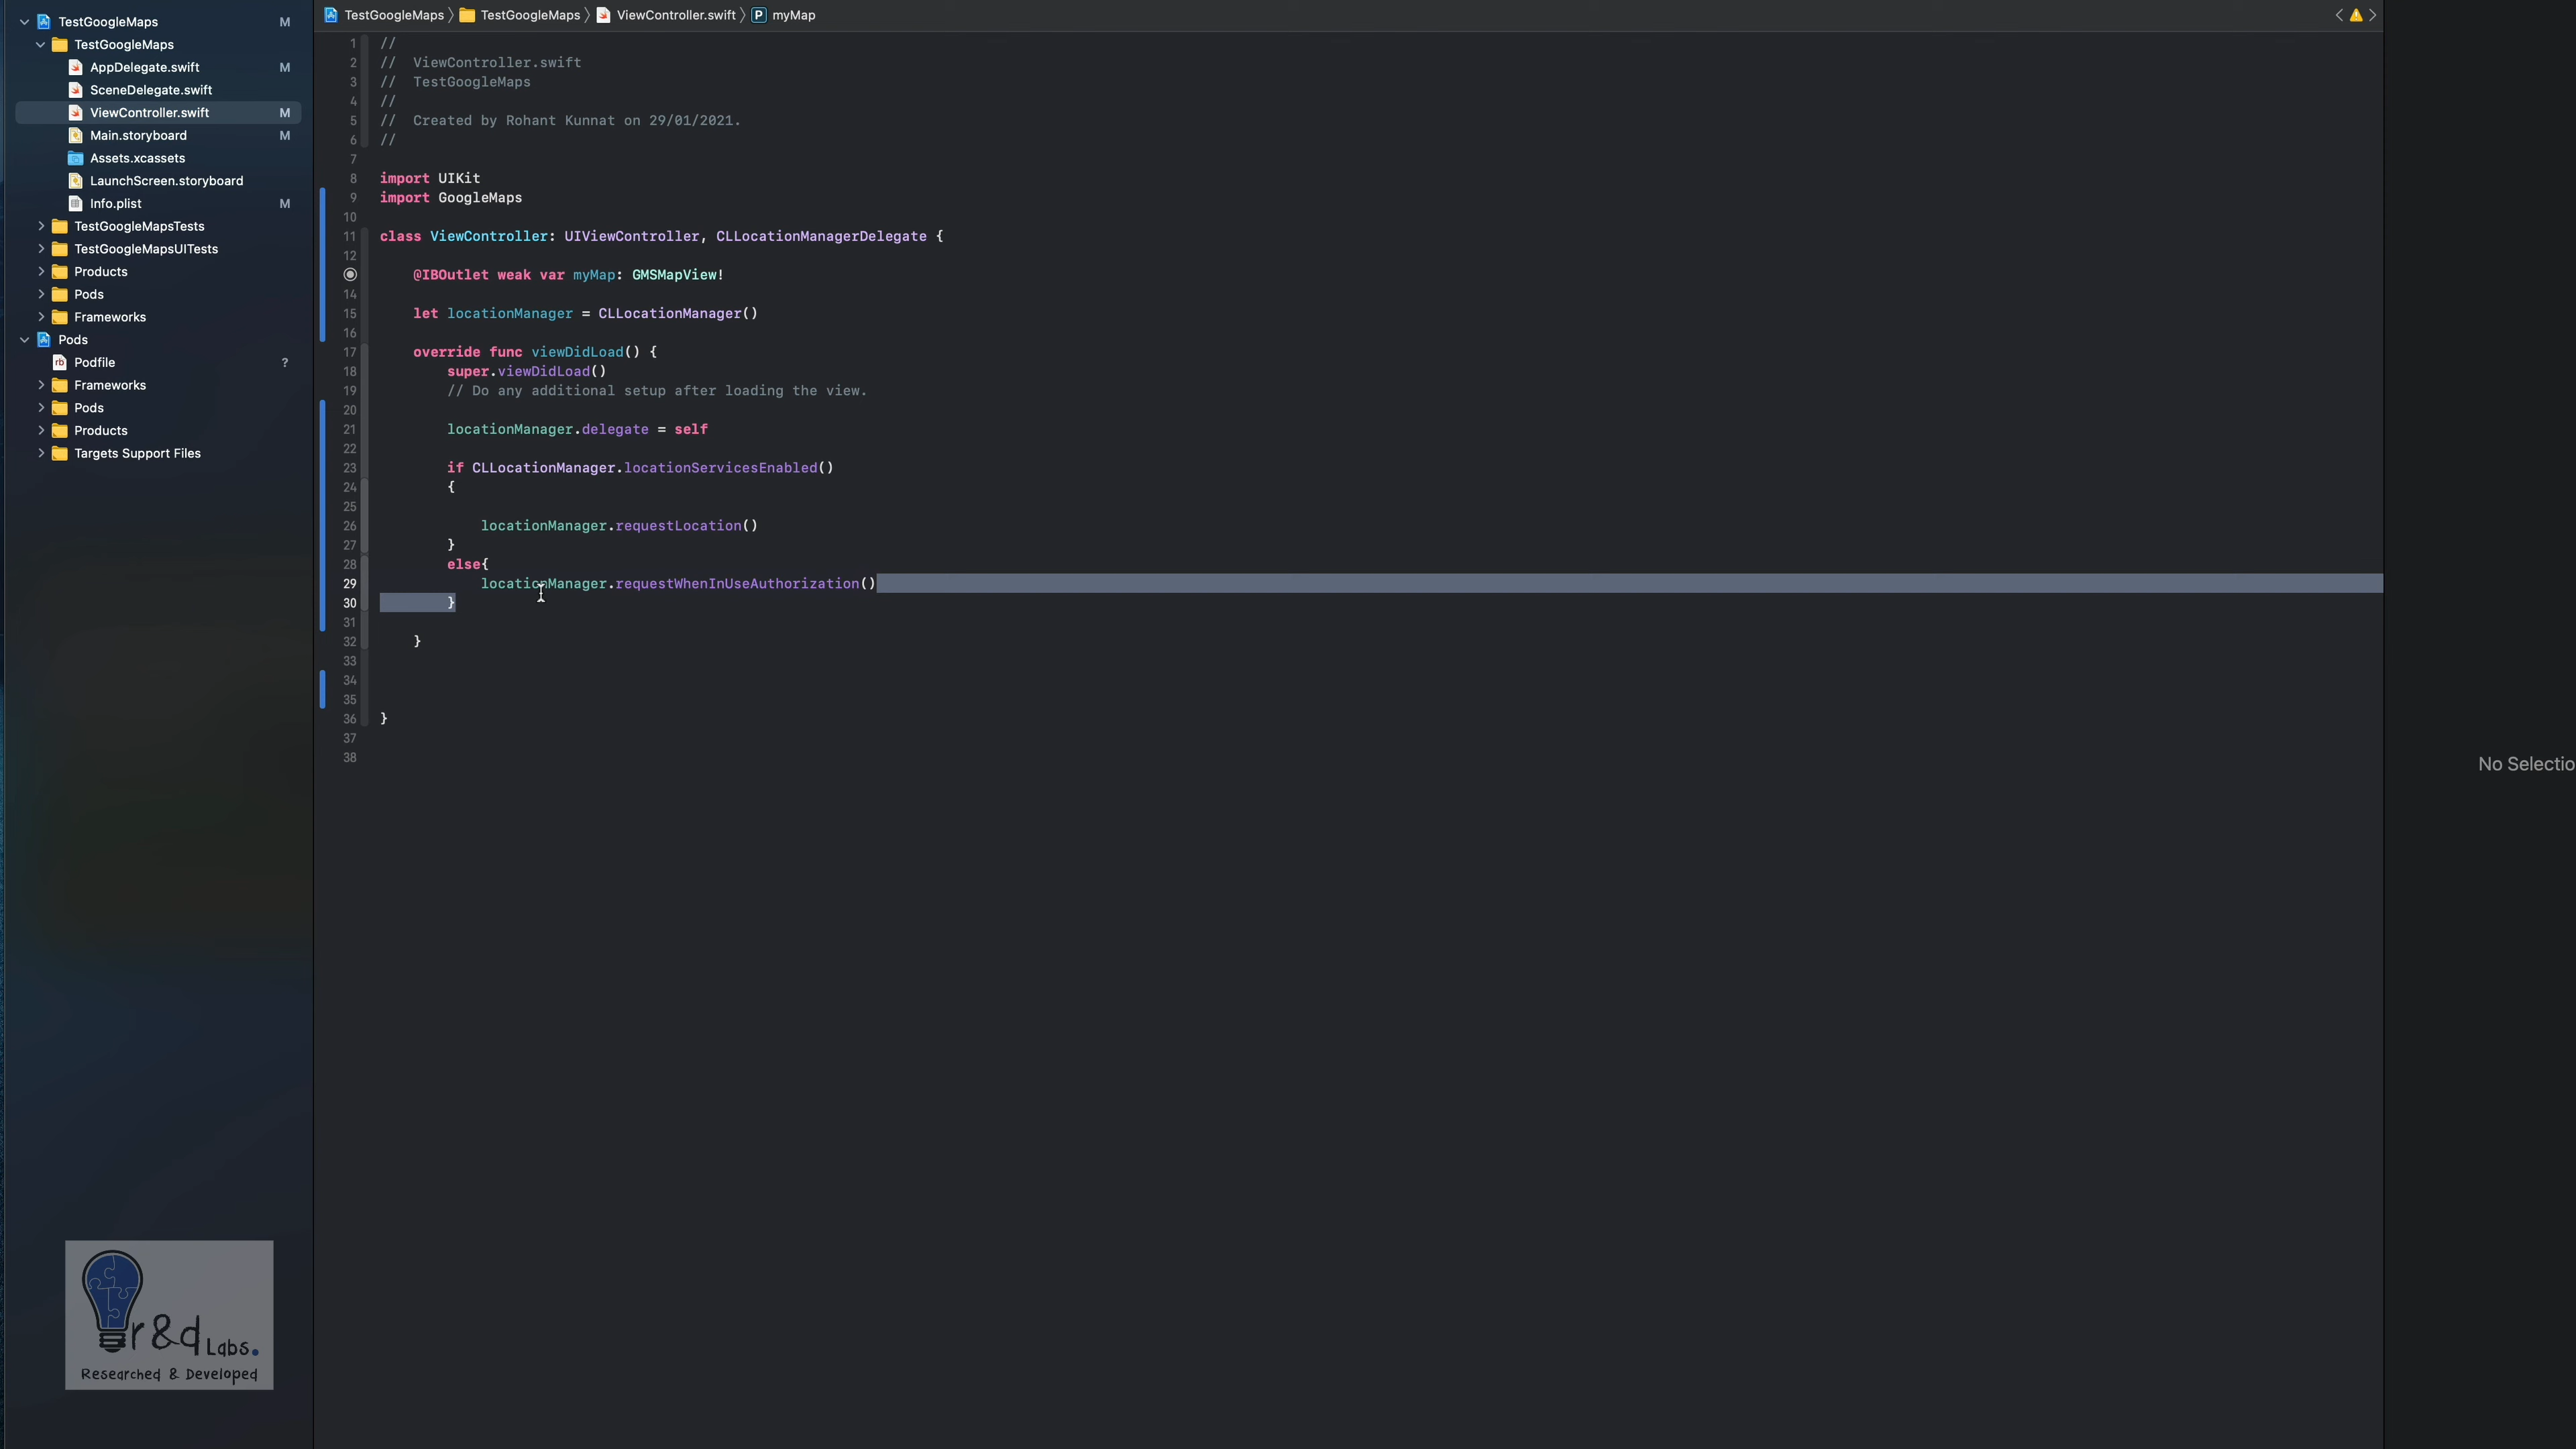 TestGoogleMaps M
TestGoogleMaps
AppDelegate.swift M
SceneDelegate.swift
ViewController.swift M
Main.storyboard M
Assets.xcassets
LaunchScreen.storyboard
Info.plist M
TestGoogleMapsTests
TestGoogleMapsUITests
Products
Pods
Frameworks
Pods
rb Podfile ?
Frameworks
Pods
Products
Targets Support Files
r&d Labs.
Researched & Developed
TestGoogleMaps TestGoogleMaps ViewController.swift P myMap
1 //
2 //  ViewController.swift
3 //  TestGoogleMaps
4 //
5 //  Created by Rohant Kunnat on 29/01/2021.
6 //
7
8 import UIKit
9 import GoogleMaps
10
11 class ViewController: UIViewController, CLLocationManagerDelegate {
12
@IBOutlet weak var myMap: GMSMapView!
14
15 let locationManager = CLLocationManager()
16
17 override func viewDidLoad() {
18 super.viewDidLoad()
19 // Do any additional setup after loading the view.
20
21 locationManager.delegate = self
22
23 if CLLocationManager.locationServicesEnabled()
24 {
25
26 locationManager.requestLocation()
27 }
28 else{
29 locationManager.requestWhenInUseAuthorization()
30 }
31
32 }
33
34
35
36 }
37
38
No Selectio